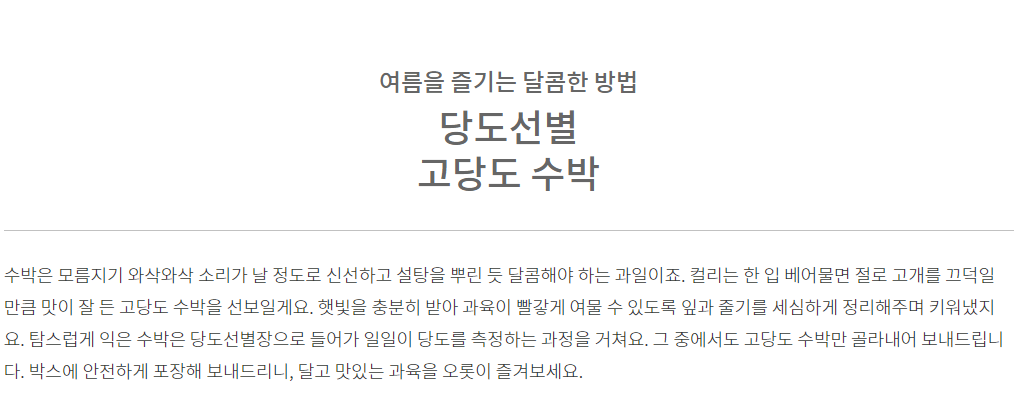 여름을 즐기는 달콤한 방법
당도선별
고당도 수박
수박은 모름지기 와삭와삭 소리가 날 정도로 신선하고 설탕을 뿌린 듯 달콤해야 하는 과일이죠. 컬리는 한 입 베어물면 절로 고개를 끄덕일
만큼 맛이 잘 든 고당도 수박을 선보일게요. 햇빛을 충분히 받아 과육이 빨갛게 여물 수 있도록 잎과 줄기를 세심하게 정리해주며 키워냈지
요. 탐스럽게 익은 수박은 당도선별장으로 들어가 일일이 당도를 측정하는 과정을 거쳐요. 그 중에서도 고당도 수박만 골라내어 보내드립니
다. 박스에 안전하게 포장해 보내드리니, 달고 맛있는 과육을 오롯이 즐겨보세요.